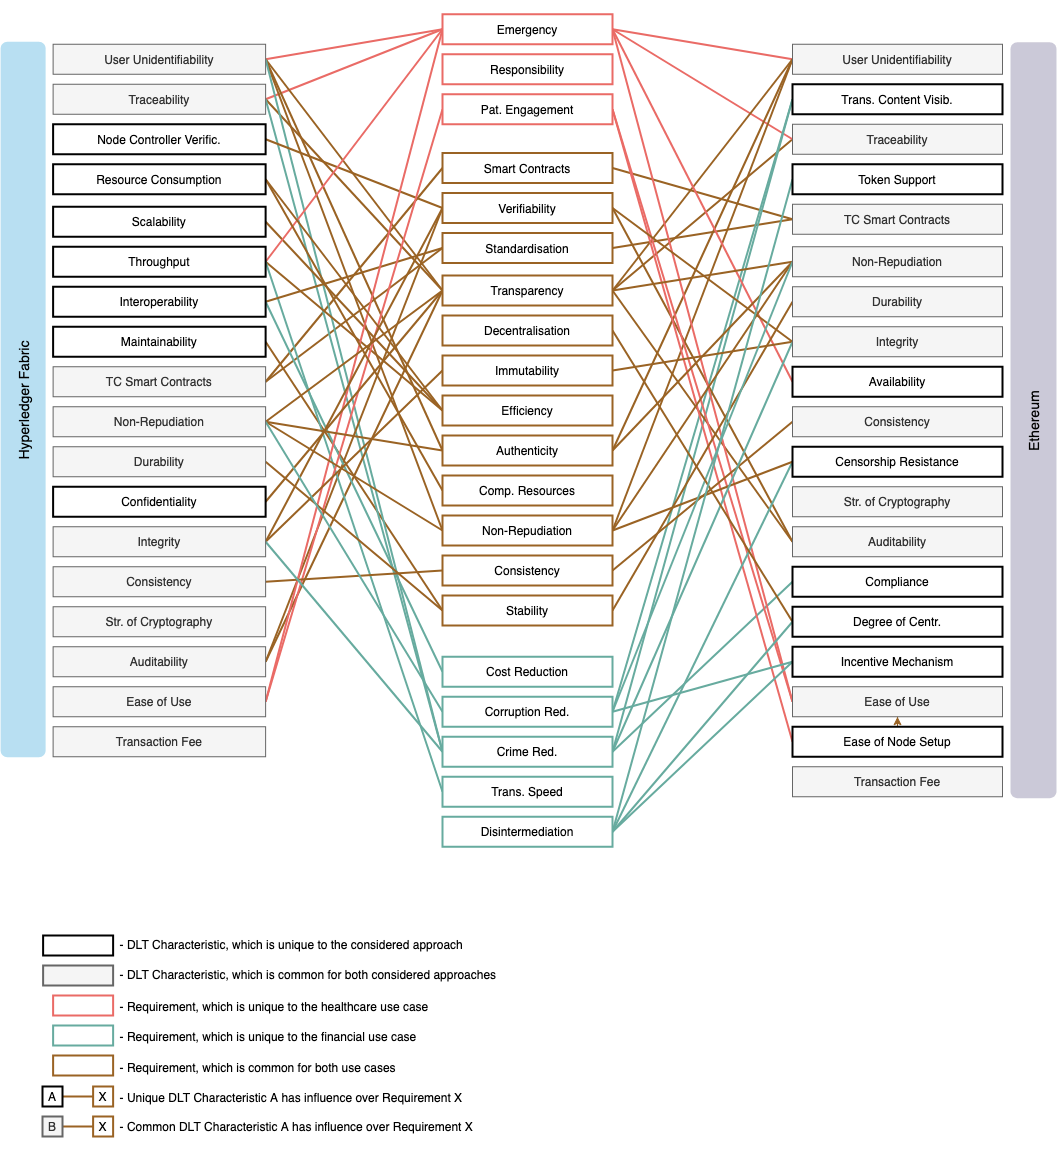 Hyperledger Fabric
User Unidentifiability
Traceability
Node Controller Verific.
Resource Consumption
Scalability
Throughput
Interoperability
Maintainability
TC Smart Contracts
Non-Repudiation
Durability
Confidentiality
Integrity
Consistency
Str. of Cryptography
Auditability
Ease of Use
Transaction Fee
Emergency
Responsibility
Pat. Engagement
Smart Contracts
Verifiability
Standardisation
Transparency
Decentralisation
Immutability
Efficiency
Authenticity
Comp. Resources
Non-Repudiation
Consistency
Stability
Cost Reduction
Corruption Red.
Crime Red.
Trans. Speed
Disintermediation
User Unidentifiability
Trans. Content Visib.
Traceability
Token Support
TC Smart Contracts
Non-Repudiation
Durability
Integrity
Availability
Consistency
Censorship Resistance
Str. of Cryptography
Auditability
Compliance
Degree of Centr.
Incentive Mechanism
Ease of Use
Ease of Node Setup
Transaction Fee
Ethereum
- DLT Characteristic, which is unique to the considered approach
- DLT Characteristic, which is common for both considered approaches
- Requirement, which is unique to the healthcare use case
- Requirement, which is unique to the financial use case
- Requirement, which is common for both use cases
A X - Unique DLT Characteristic A has influence over Requirement X
B X - Common DLT Characteristic A has influence over Requirement X